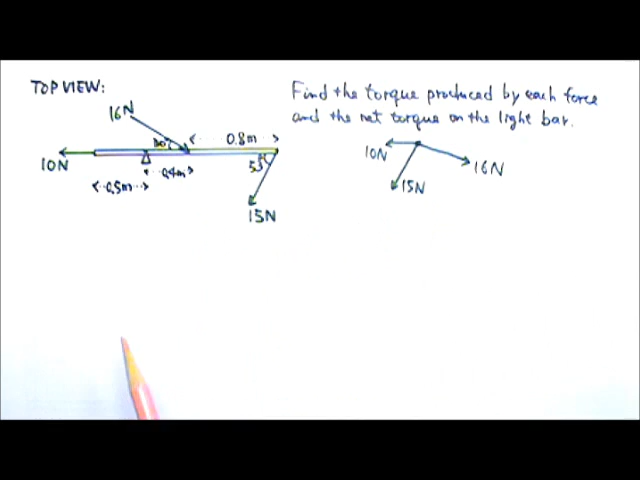 TOP VIEW:
Find the torque produced by each force
and the net torque on the light bar.
16N
30°
0.8m
10N
0.5m
0.4m
55°
15N
10N
15N
16N